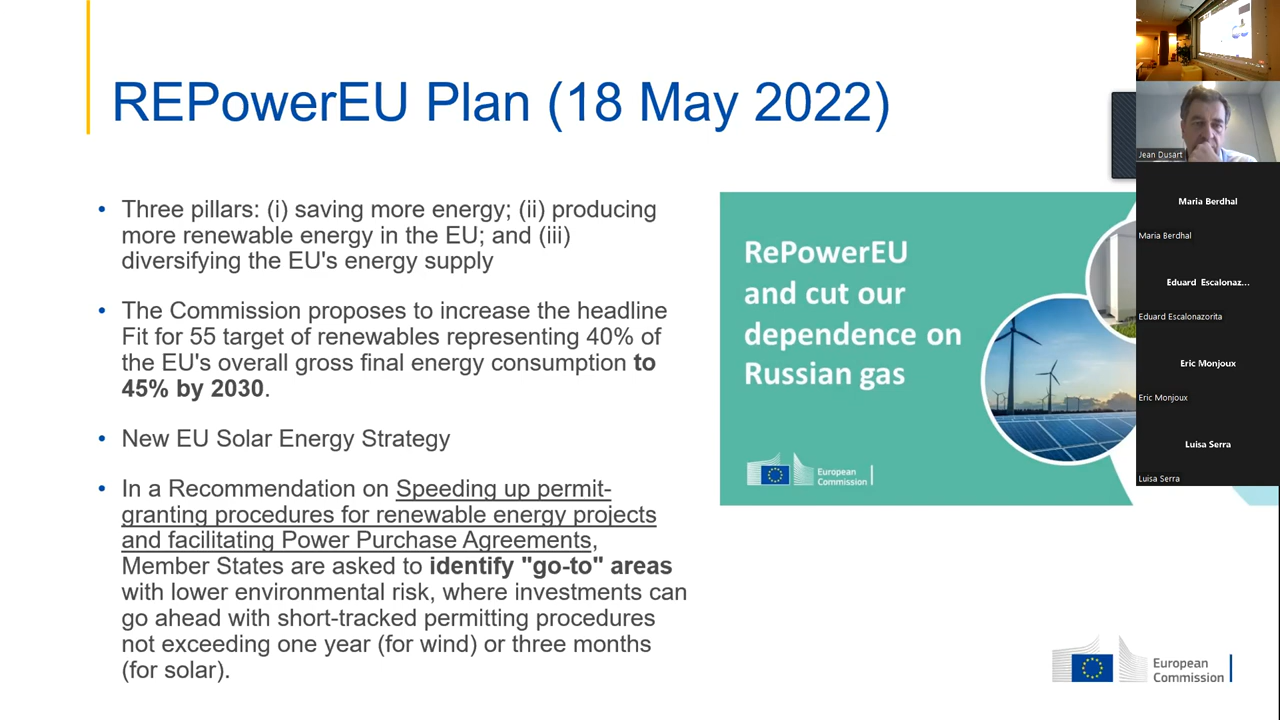 REPowerEU Plan (18 May 2022)
• Three pillars: (i) saving more energy; (ii) producing
more renewable energy in the EU; and (iii)
diversifying the EU's energy supply
• The Commission proposes to increase the headline
Fit for 55 target of renewables representing 40% of
the EU's overall gross final energy consumption to
45% by 2030.
• New EU Solar Energy Strategy
• In a Recommendation on Speeding up permit-
granting procedures for renewable energy projects
and facilitating Power Purchase Agreements,
Member States are asked to identify "go-to" areas
with lower environmental risk, where investments can
go ahead with short-tracked permitting procedures
not exceeding one year (for wind) or three months
(for solar).
RePowerEU
and cut our
dependence on
Russian gas
European
Commission
Jean Dusart
Maria Berdhal
Maria Berdhal
Eduard Escalonaz...
Eduard Escalonazorita
Eric Monjoux
Eric Monjoux
Luisa Serra
Luisa Serra
European
Commission